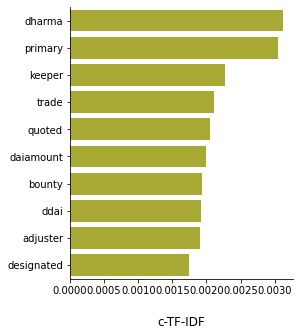 dharma
primary
keeper
trade
quoted
daiamount
bounty
ddai
adjuster
designated
0.0000 0.0005 0.0010 0.0015 0.0020 0.0025 0.0030
c-TF-IDF